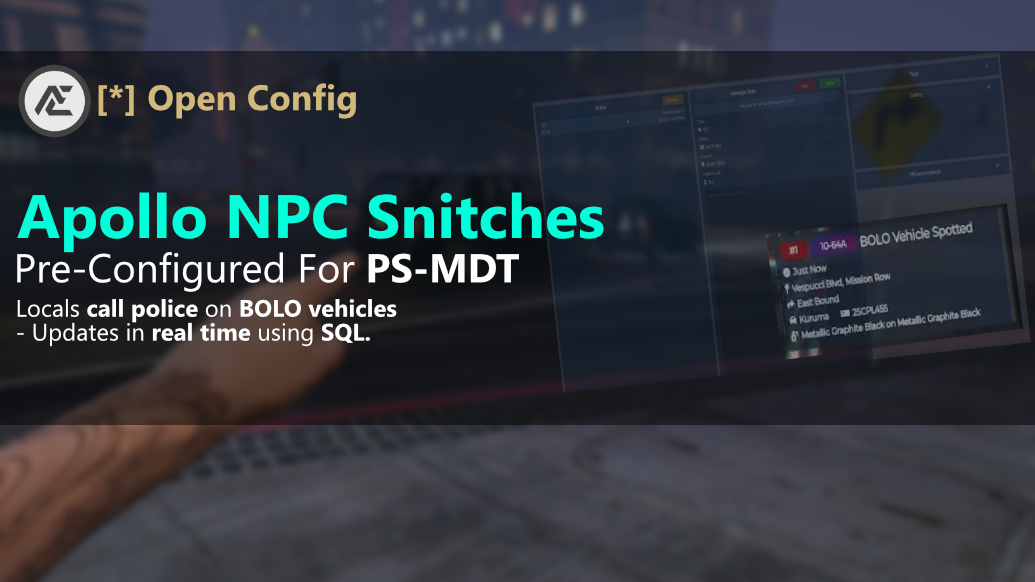 [*] Open Config
Apollo NPC Snitches
Pre-Configured For PS-MDT
Locals call police on BOLO vehicles
- Updates in real time using SQL.
Tags
Gallery
#1 10-64A BOLO Vehicle Spotted
Just Now
Vespucci Blvd, Mission Row
East Bound
Kuruma 25CPL455
Metallic Graphite Black on Metallic Graphite Black